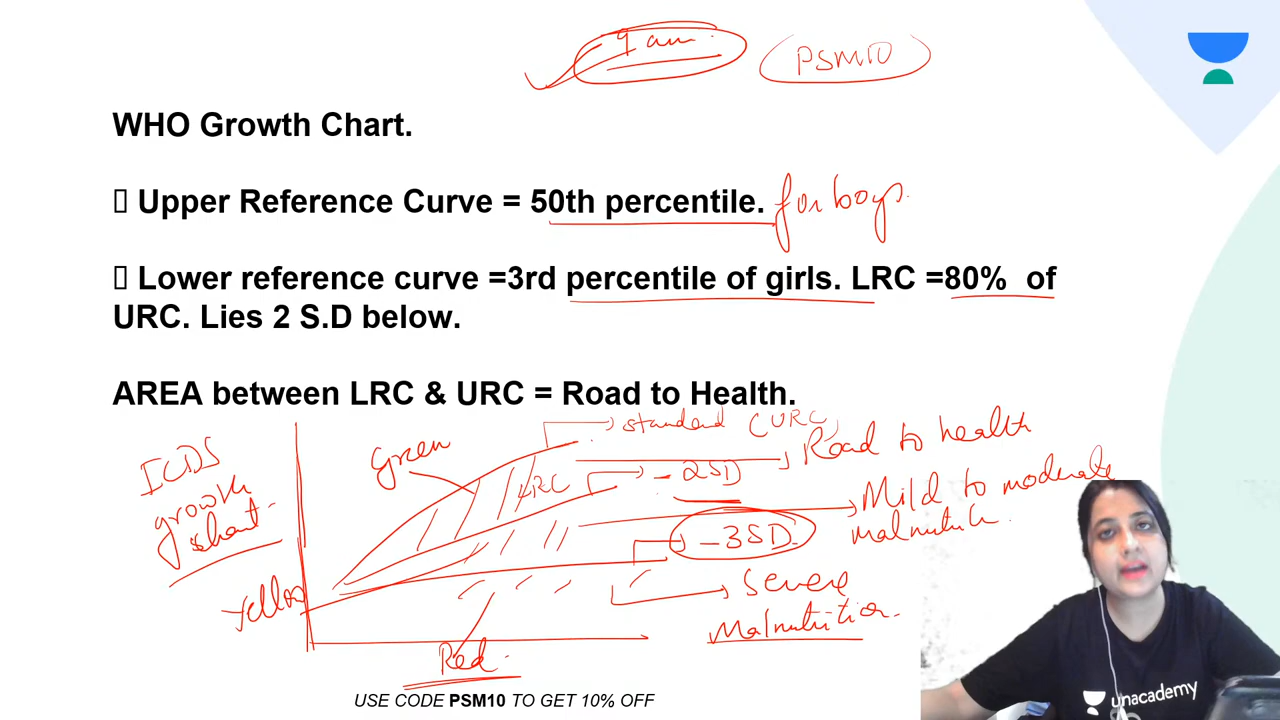 9 am.
PSM10
WHO Growth Chart.
Upper Reference Curve = 50th percentile. for boys.
Lower reference curve =3rd percentile of girls. LRC =80% of
URC. Lies 2 S.D below.
AREA between LRC & URC = Road to Health.
standard (URC)
Road to health
Green
ICDS
growth
chart
LRC
-2SD
Mild to moderate
malnutrition.
-3SD
Severe
Malnutrition.
Yellow
Red.
USE CODE PSM10 TO GET 10% OFF
unacademy